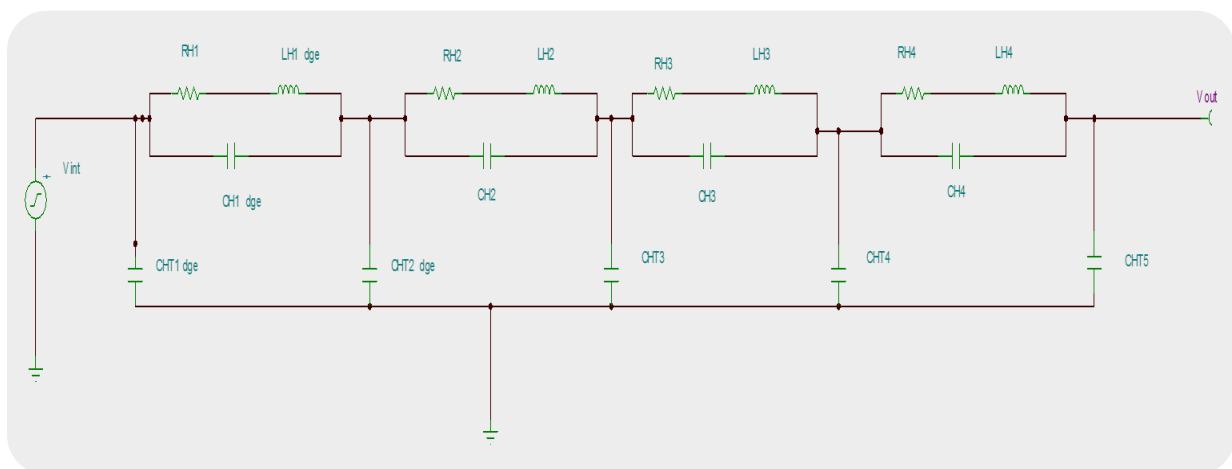 RH1
LH1 dge
RH2
LH2
RH3
LH3
RH4
LH4
Vout
+
Vint
CH1 dge
CH2
CH3
CH4
CHT1 dge
CHT2 dge
CHT3
CHT4
CHT5